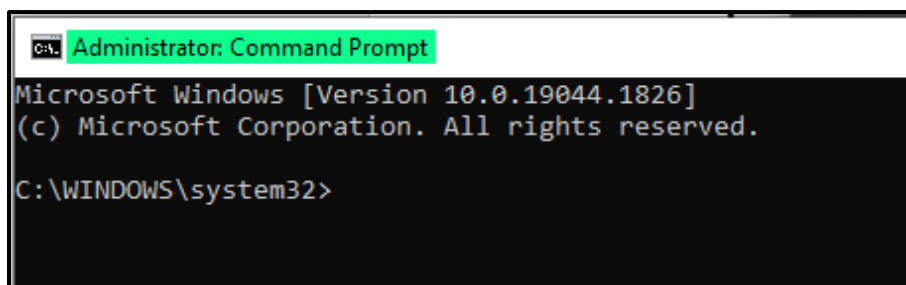 Administrator: Command Prompt
Microsoft Windows [Version 10.0.19044.1826]
(c) Microsoft Corporation. All rights reserved.
C:\WINDOWS\system32>